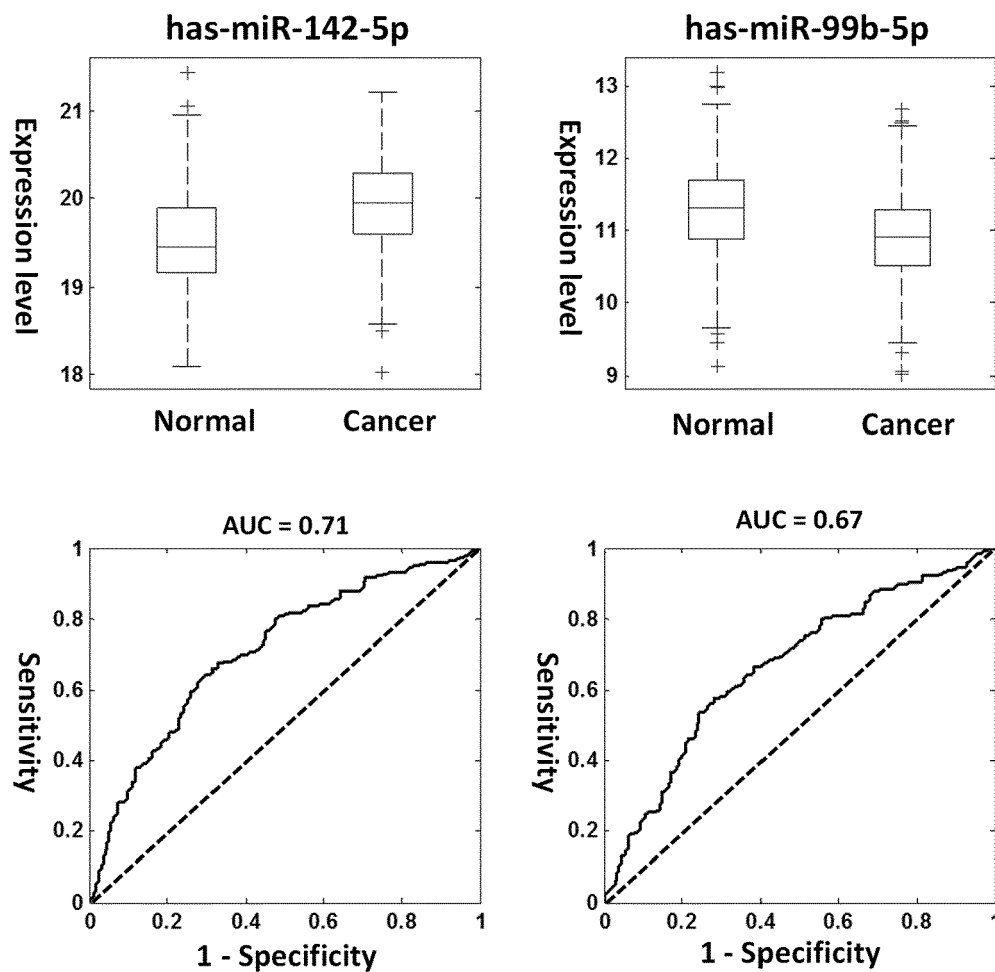 has-miR-142-5p
Expression level
21
20
19
18
Normal Cancer
has-miR-99b-5p
Expression level
13
12
11
10
9
Normal Cancer
AUC = 0.71
Sensitivity
1
0.8
0.6
0.4
0.2
0
0 0.2 0.4 0.6 0.8 1
1 - Specificity
AUC = 0.67
Sensitivity
1
0.8
0.6
0.4
0.2
0
0 0.2 0.4 0.6 0.8 1
1 - Specificity